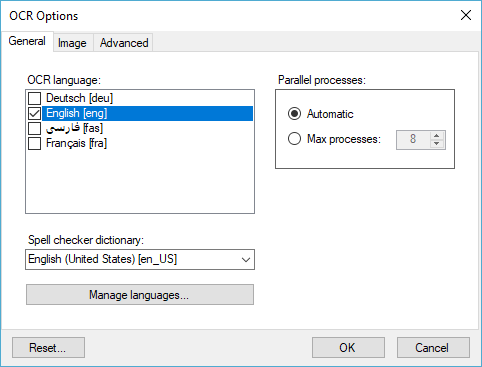 OCR Options
General Image Advanced
OCR language:
Deutsch [deu]
English [eng]
فارسی [fas]
Français [fra]
Parallel processes:
Automatic
Max processes: 8
Spell checker dictionary:
English (United States) [en_US]
Manage languages...
Reset... OK Cancel